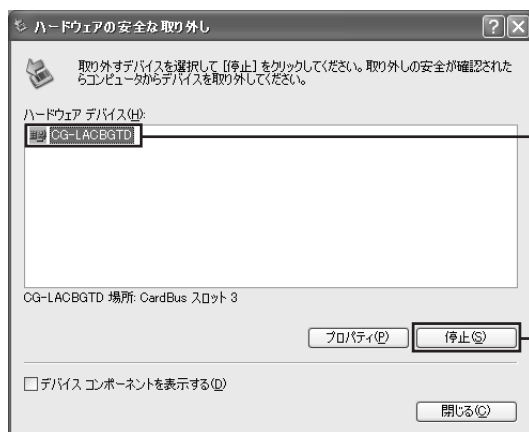 ハードウェアの安全な取り外し
取り外すデバイスを選択して [停止] をクリックしてください。取り外しの安全が確認された
らコンピュータからデバイスを取り外してください。
ハードウェア デバイス(H):
CG-LACBGTD
CG-LACBGTD 場所: CardBus スロット 3
プロパティ(P)
停止(S)
デバイス コンポーネントを表示する(D)
閉じる(C)